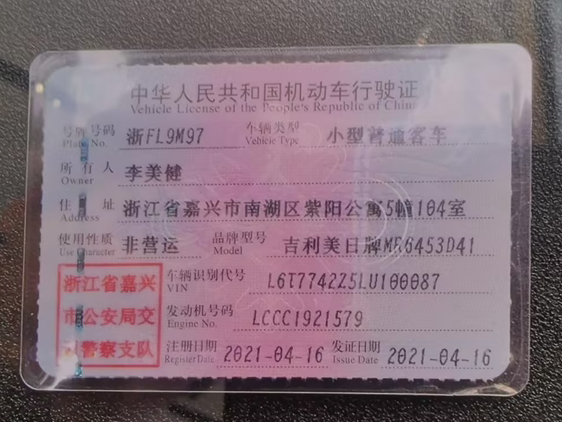 中华人民共和国机动车行驶证
Vehicle License of the People's Republic of China
号牌号码 浙FL9M97 车辆类型 小型普通客车
Plate No. Vehicle Type
所有人 李美健
Owner
住址 浙江省嘉兴市南湖区紫阳公寓5幢104室
Address
使用性质 非营运 品牌型号 吉利美日牌MR6453D41
Use Character Model
浙江省嘉兴
市公安局交
警察支队
车辆识别代号 L6T7742Z5LU100087
VIN
发动机号码 LCCC1921579
Engine No.
注册日期 2021-04-16 发证日期 2021-04-16
Register Date Issue Date